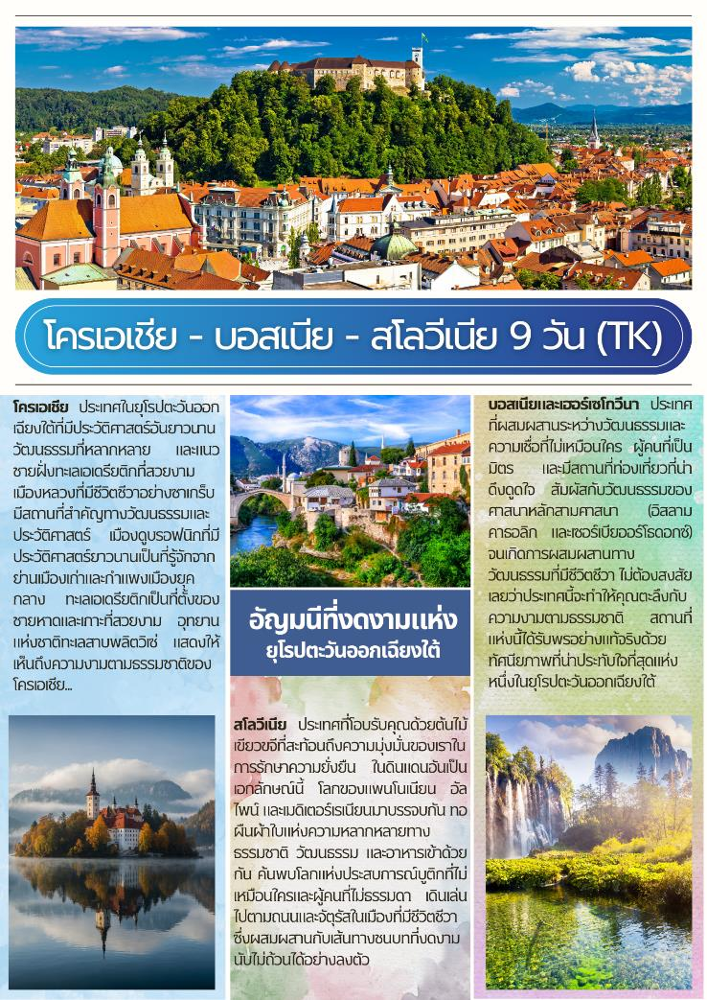 โครเอเชีย - บอสเนีย - สโลวีเนีย 9 วัน (TK)
โครเอเชีย ประเทศในยุโรปตะวันออก
เฉียงใต้ที่มีประวัติศาสตร์อันยาวนาน
วัฒนธรรมที่หลากหลาย และแนว
ชายฝั่งทะเลเอเดรียติกที่สวยงาม
เมืองหลวงที่มีชีวิตชีวาอย่างซาเกร็บ
มีสถานที่สำคัญทางวัฒนธรรมและ
ประวัติศาสตร์ เมืองดูบรอฟนิกที่มี
ประวัติศาสตร์ยาวนานเป็นที่รู้จักจาก
ย่านเมืองเก่าและกำแพงเมืองยุค
กลาง ทะเลเอเดรียติกเป็นที่ตั้งของ
ชายหาดและเกาะที่สวยงาม อุทยาน
แห่งชาติทะเลสาบพลิตวิเซ่ แสดงให้
เห็นถึงความงามตามธรรมชาติของ
โครเอเชีย...
อัญมนีที่งดงามแห่ง
ยุโรปตะวันออกเฉียงใต้
สโลวีเนีย ประเทศที่โอบรับคุณด้วยต้นไม้
เขียวขจีที่สะท้อนถึงความมุ่งมั่นของเราใน
การรักษาความยั่งยืน ในดินแดนอันเป็น
เอกลักษณ์นี้ โลกของแพนโนเนียน อัล
ไพน์ และเมดิเตอร์เรเนียนมาบรรจบกัน ทอ
ผืนผ้าใบแห่งความหลากหลายทาง
ธรรมชาติ วัฒนธรรม และอาหารเข้าด้วย
กัน ค้นพบโลกแห่งประสบการณ์บูติกที่ไม่
เหมือนใครและผู้คนที่ไม่ธรรมดา เดินเล่น
ไปตามถนนและจัตุรัสในเมืองที่มีชีวิตชีวา
ซึ่งผสมผสานกับเส้นทางชนบทที่งดงาม
นับไม่ถ้วนได้อย่างลงตัว
บอสเนียและเฮอร์เซโกวีนา ประเทศ
ที่ผสมผสานระหว่างวัฒนธรรมและ
ความเชื่อที่ไม่เหมือนใคร ผู้คนที่เป็น
มิตร และมีสถานที่ท่องเที่ยวที่น่า
ดึงดูดใจ สัมผัสกับวัฒนธรรมของ
ศาสนาหลักสามศาสนา (อิสลาม
คาธอลิก และเซอร์เบียออร์โธดอกซ์)
จนเกิดการผสมผสานทาง
วัฒนธรรมที่มีชีวิตชีวา ไม่ต้องสงสัย
เลยว่าประเทศนี้จะทำให้คุณตะลึงกับ
ความงามตามธรรมชาติ สถานที่
แห่งนี้ได้รับพรอย่างแท้จริงด้วย
ทัศนียภาพที่น่าประทับใจที่สุดแห่ง
หนึ่งในยุโรปตะวันออกเฉียงใต้